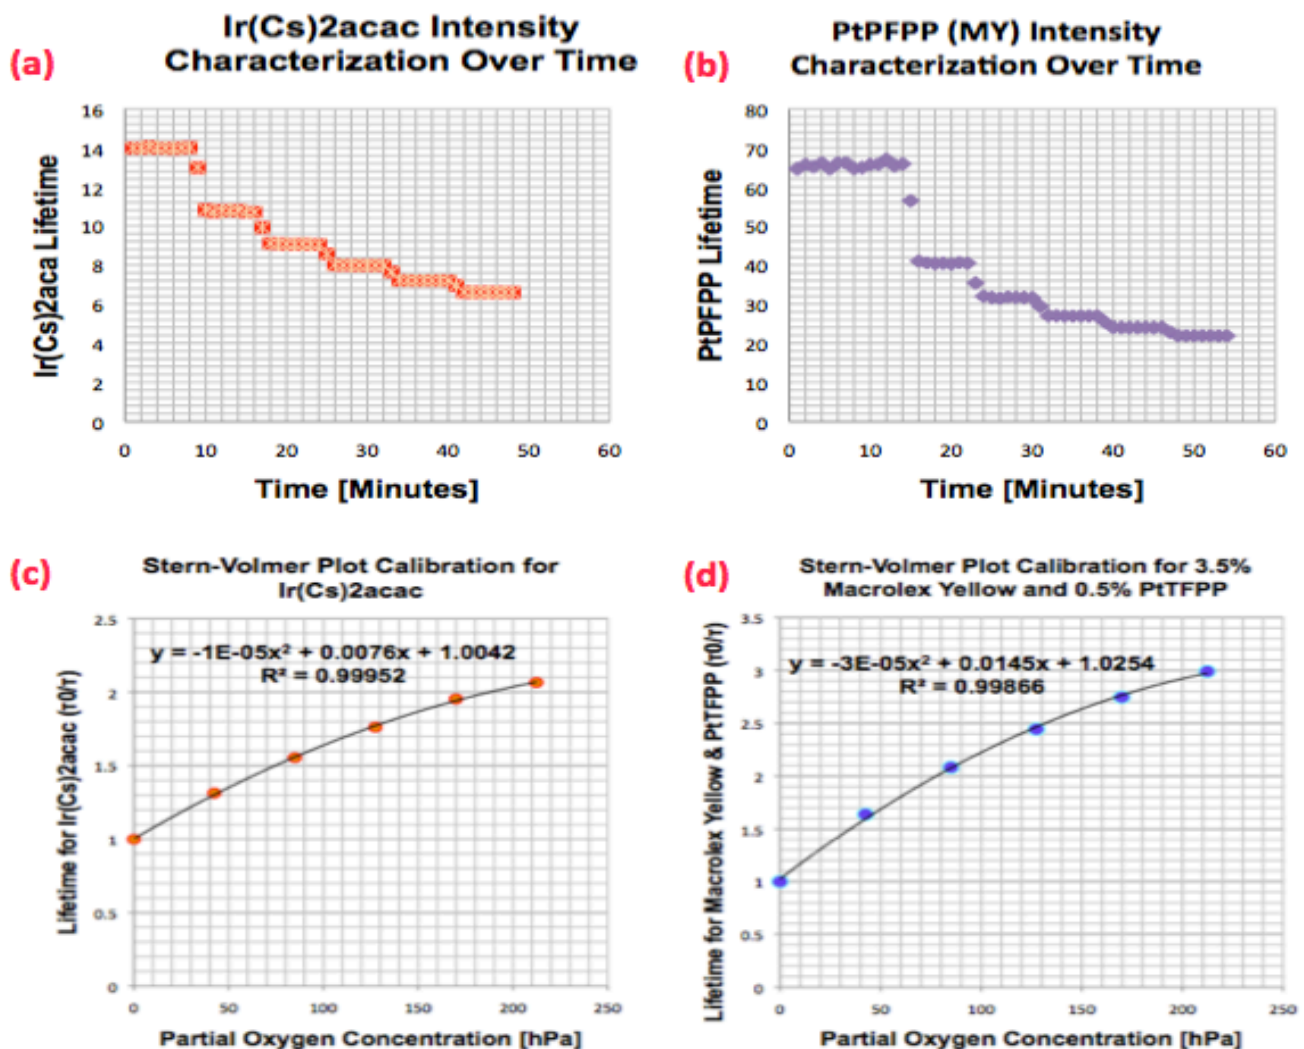 (a)
Ir(Cs)2acac Intensity
Characterization Over Time
Ir(Cs)2aca Lifetime
16
14
12
10
8
6
4
2
0
0 10 20 30 40 50 60
Time [Minutes]
(b)
PtPFPP (MY) Intensity
Characterization Over Time
PtPFPP Lifetime
80
70
60
50
40
30
20
10
0
0 10 20 30 40 50 60
Time [Minutes]
(c)
Stern-Volmer Plot Calibration for
Ir(Cs)2acac
Lifetime for Ir(Cs)2acac (τ0/τ)
2.5
2
1.5
1
0.5
0
y = -1E-05x² + 0.0076x + 1.0042
R² = 0.99952
0 50 100 150 200 250
Partial Oxygen Concentration [hPa]
(d)
Stern-Volmer Plot Calibration for 3.5%
Macrolex Yellow and 0.5% PtTFPP
Lifetime for Macrolex Yellow & PtTFPP (τ0/τ)
3.5
3
2.5
2
1.5
1
0.5
0
y = -3E-05x² + 0.0145x + 1.0254
R² = 0.99866
0 50 100 150 200 250
Partial Oxygen Concentration [hPa]